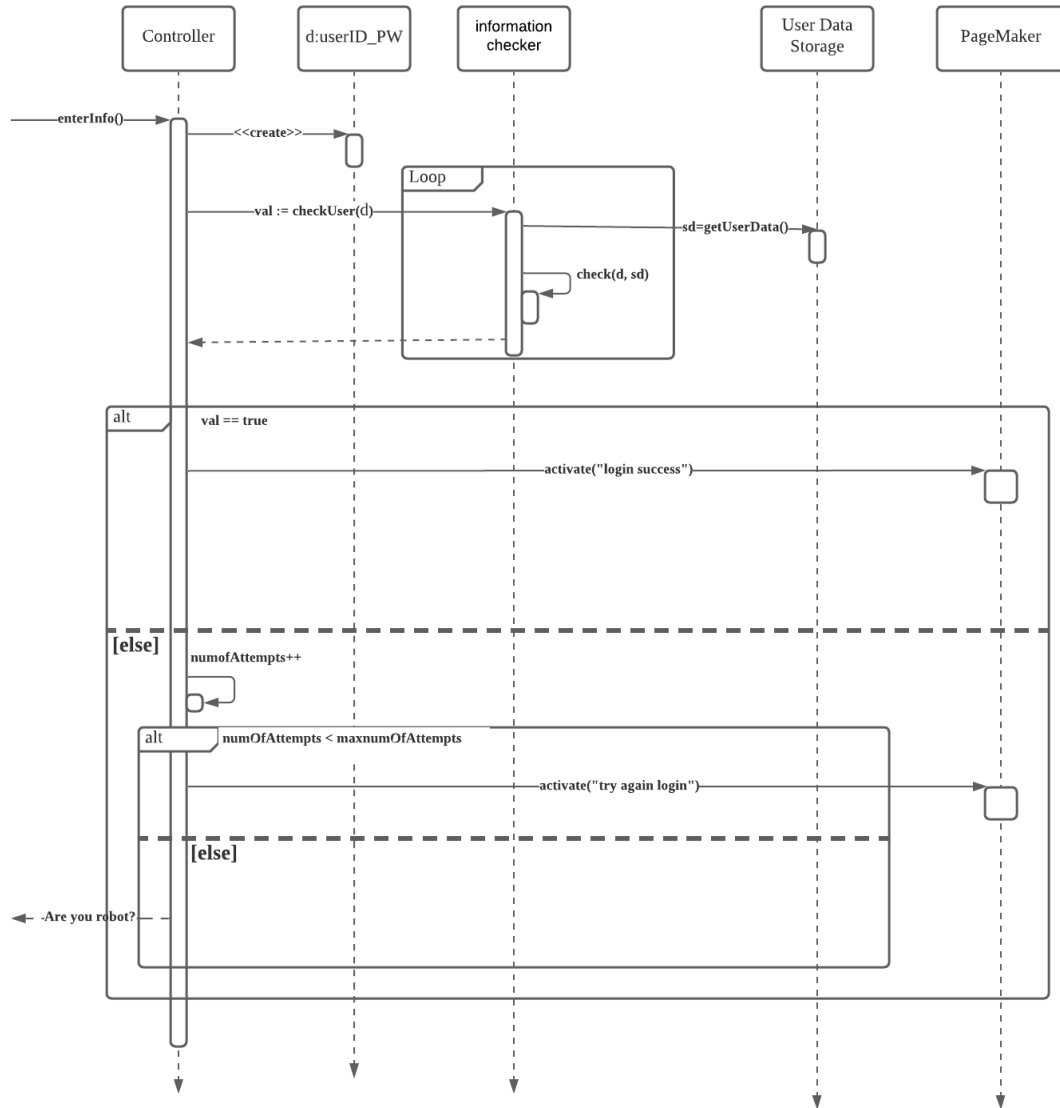 Controller
d:userID_PW
information
checker
User Data
Storage
PageMaker
enterInfo()
<<create>>
Loop
val := checkUser(d)
sd=getUserData()
check(d, sd)
alt
val == true
activate("login success")
[else]
numofAttempts++
alt
numOfAttempts < maxnumOfAttempts
activate("try again login")
[else]
Are you robot?